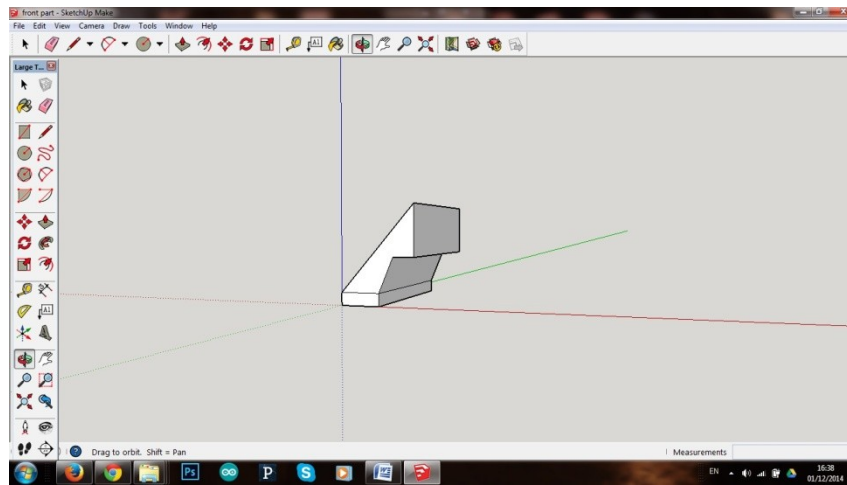 front part - SketchUp Make
File Edit View Camera Draw Tools Window Help
Large T...
Drag to orbit. Shift = Pan
Measurements
Ps
P
S
W
EN
16:38
01/12/2014